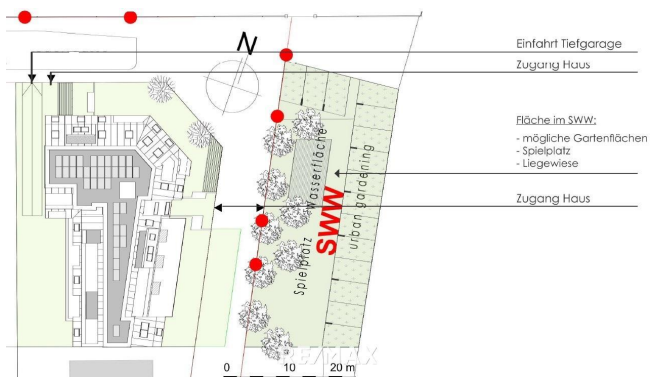 Einfahrt Tiefgarage
N
Zugang Haus
Fläche im SWW:
- mögliche Gartenflächen
- Spielplatz
- Liegewiese
Wasserfläche
urban gardening
SWW
Zugang Haus
Spielplatz
RE/MAX
0 10 20 m